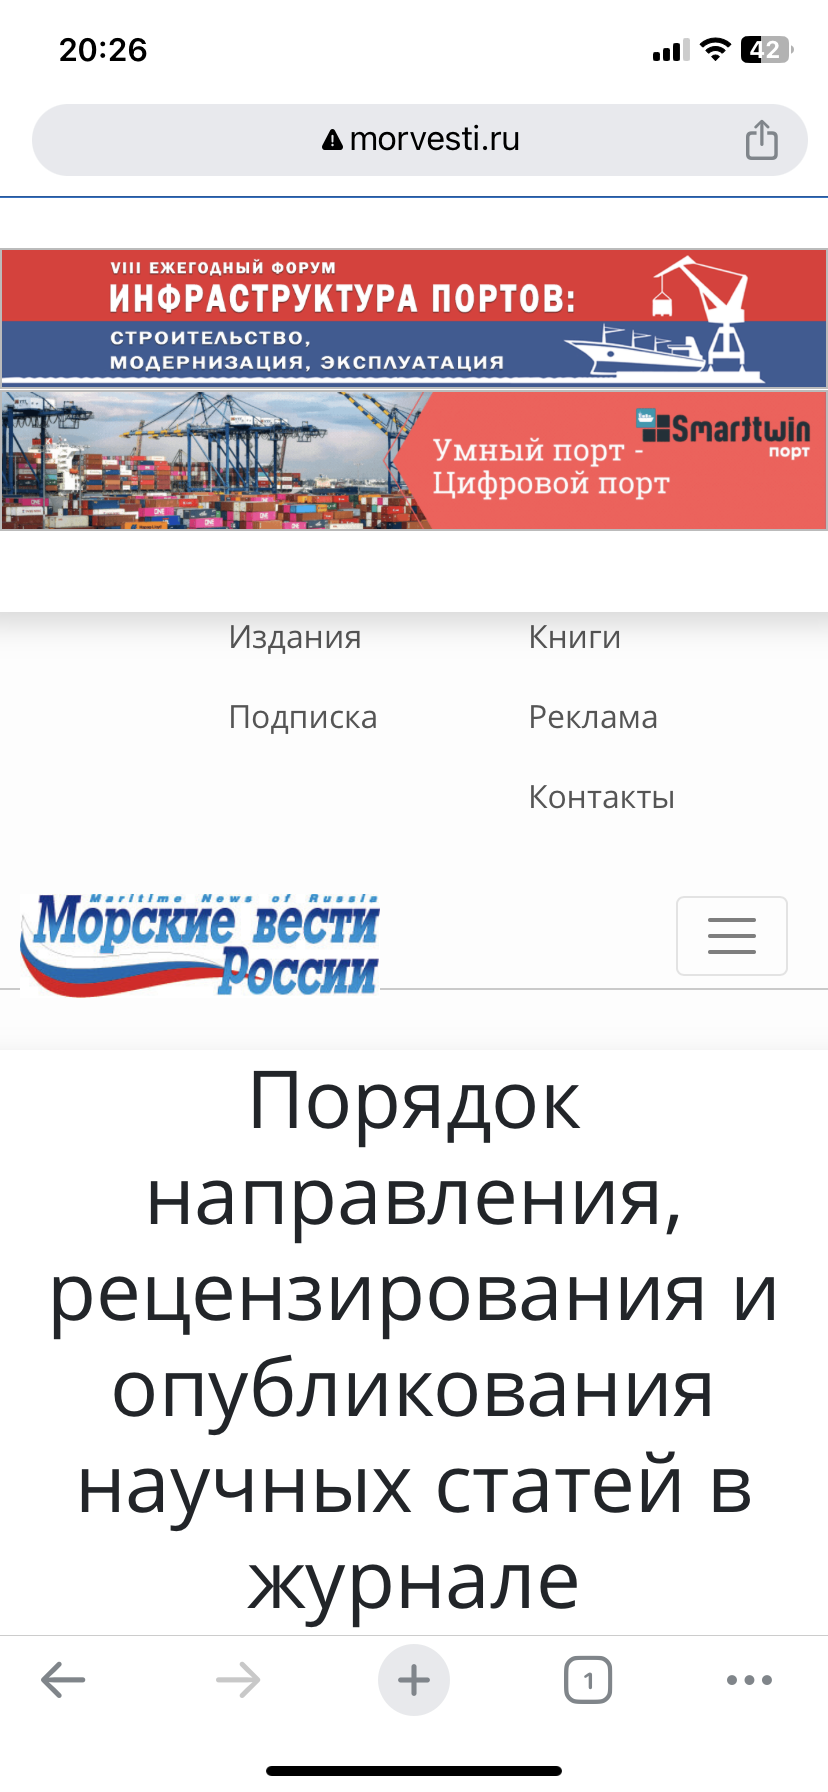 20:26
42
morvesti.ru
VIII ЕЖЕГОДНЫЙ ФОРУМ
ИНФРАСТРУКТУРА ПОРТОВ:
СТРОИТЕЛЬСТВО,
МОДЕРНИЗАЦИЯ, ЭКСПЛУАТАЦИЯ
Smarttwin
порт
Умный порт -
Цифровой порт
Издания
Книги
Подписка
Реклама
Контакты
Maritime News of Russia
Морские вести
России
Порядок
направления,
рецензирования и
опубликования
научных статей в
журнале
1